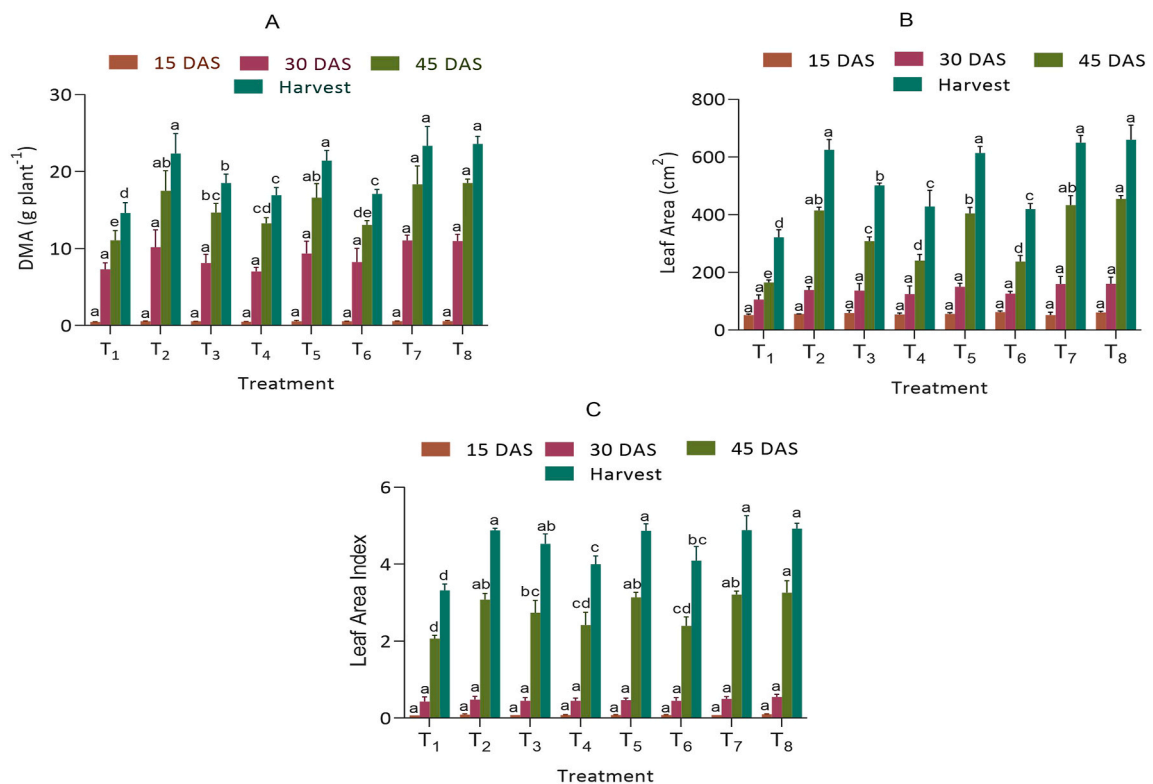 A
15 DAS 30 DAS 45 DAS
Harvest
DMA (g plant-1)
30
20
10
0
a a e d
a a ab a
a a bc b
a a cd c
a a ab a
a a de c
a a a a
a a a a
T1 T2 T3 T4 T5 T6 T7 T8
Treatment
B
15 DAS 30 DAS 45 DAS
Harvest
Leaf Area (cm2)
800
600
400
200
0
a a e d
a a ab a
a a c b
a a d c
a a b a
a a d c
a a ab a
a a a a
T1 T2 T3 T4 T5 T6 T7 T8
Treatment
C
15 DAS 30 DAS 45 DAS
Harvest
Leaf Area Index
6
4
2
0
a a d d
a a ab a
a a bc ab
a a cd c
a a ab a
a a cd bc
a a ab a
a a a a
T1 T2 T3 T4 T5 T6 T7 T8
Treatment